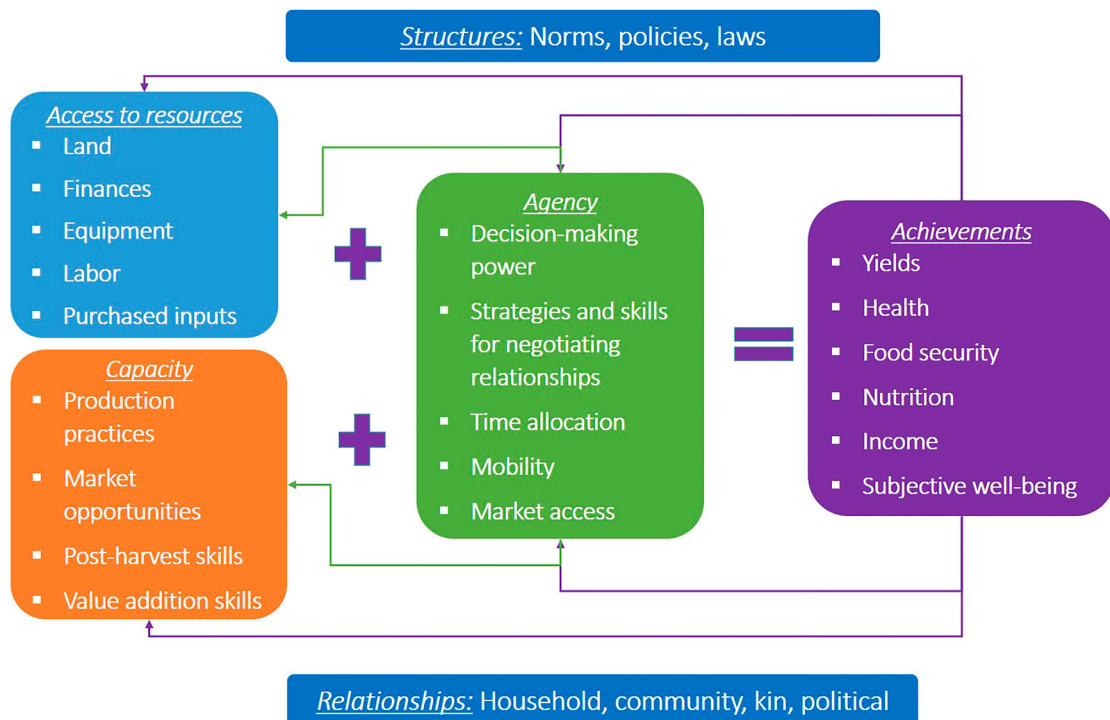 Structures: Norms, policies, laws
Access to resources
▪ Land
▪ Finances
▪ Equipment
▪ Labor
▪ Purchased inputs
Capacity
▪ Production
practices
▪ Market
opportunities
▪ Post-harvest skills
▪ Value addition skills
Agency
▪ Decision-making
power
▪ Strategies and skills
for negotiating
relationships
▪ Time allocation
▪ Mobility
▪ Market access
Achievements
▪ Yields
▪ Health
▪ Food security
▪ Nutrition
▪ Income
▪ Subjective well-being
Relationships: Household, community, kin, political